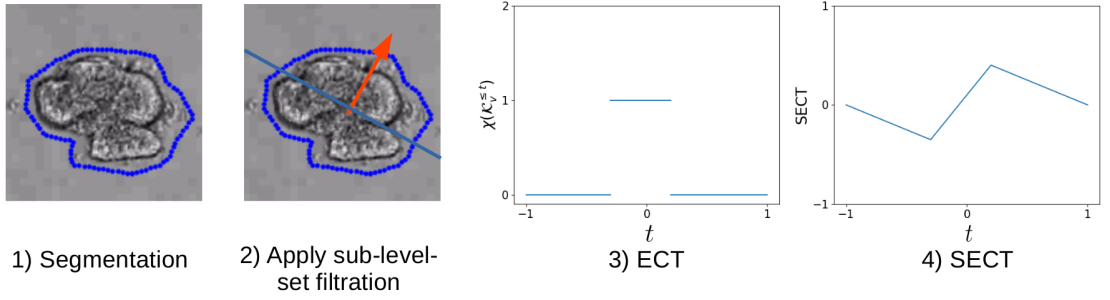 2
1
0
χ(𝒦ᵥ≤ᵗ)
−1
0
1
t
1
0
−1
SECT
−1
0
1
t
1) Segmentation
2) Apply sub-level-
set filtration
3) ECT
4) SECT